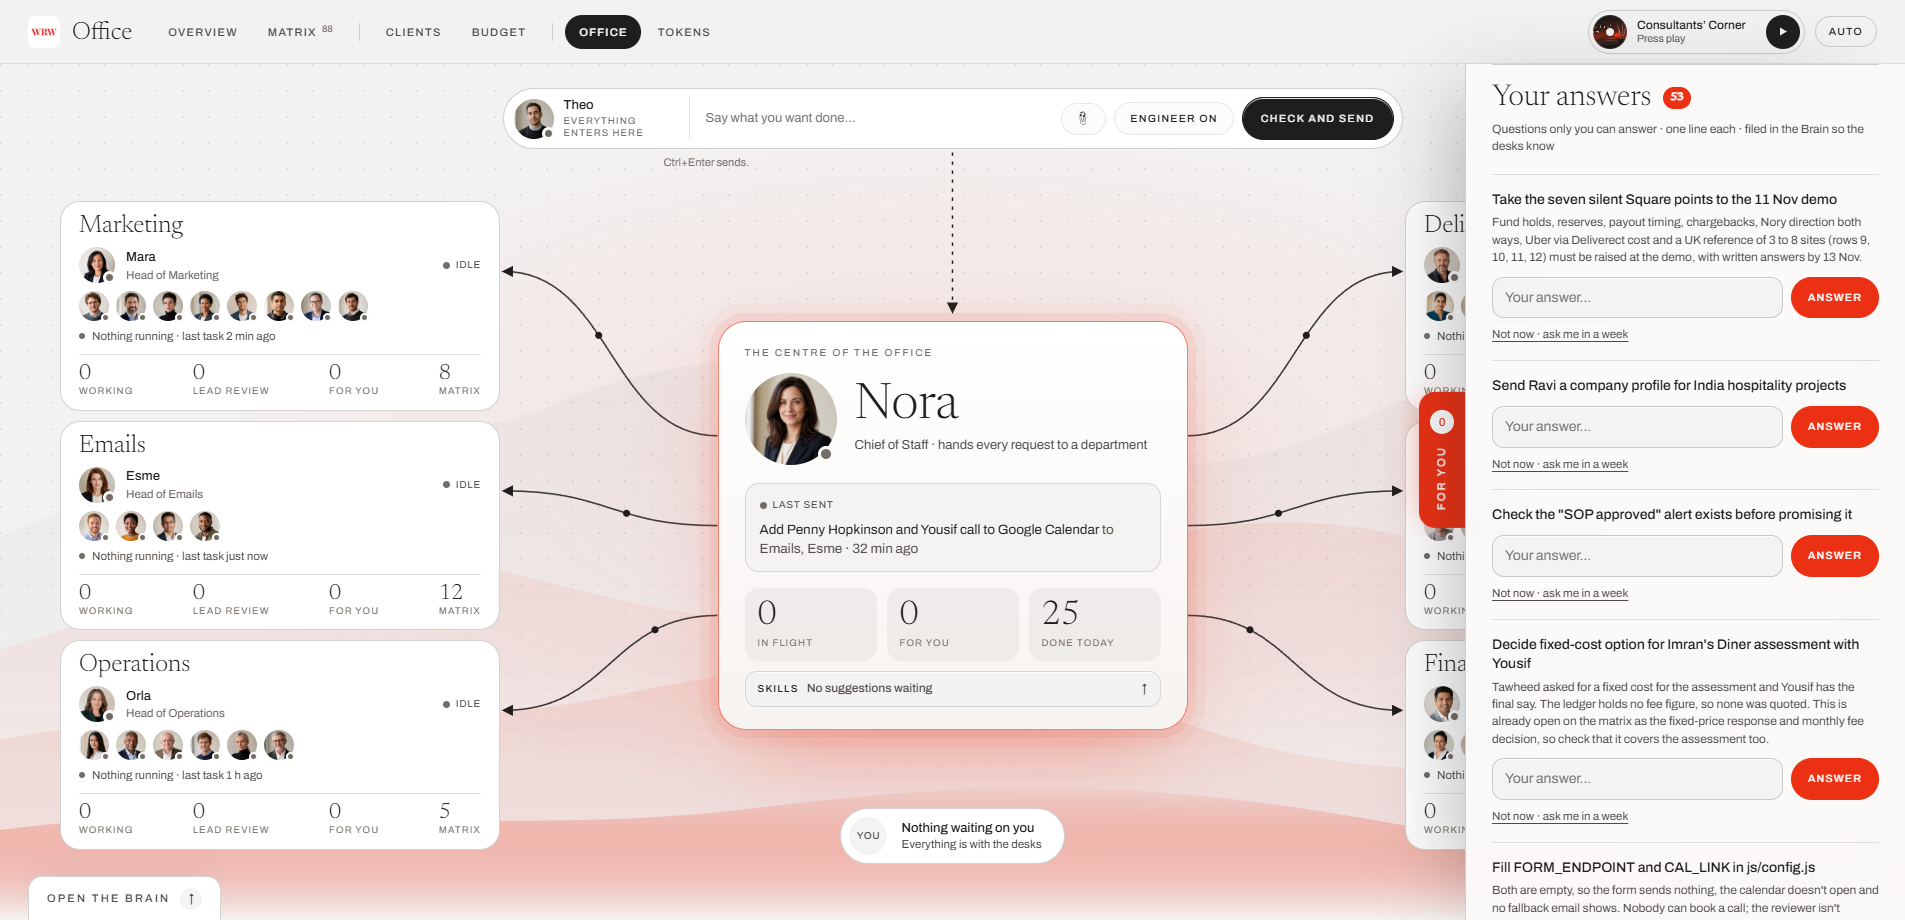 WRW Office
OVERVIEW
MATRIX 88
CLIENTS
BUDGET
OFFICE
TOKENS
Consultants' Corner
Press play
AUTO
Theo
EVERYTHING
ENTERS HERE
Say what you want done...
ENGINEER ON
CHECK AND SEND
Ctrl+Enter sends.
Marketing
Mara
Head of Marketing
IDLE
Nothing running · last task 2 min ago
0 0 0 8
WORKING LEAD REVIEW FOR YOU MATRIX
Emails
Esme
Head of Emails
IDLE
Nothing running · last task just now
0 0 0 12
WORKING LEAD REVIEW FOR YOU MATRIX
Operations
Orla
Head of Operations
IDLE
Nothing running · last task 1 h ago
0 0 0 5
WORKING LEAD REVIEW FOR YOU MATRIX
OPEN THE BRAIN ↑
THE CENTRE OF THE OFFICE
Nora
Chief of Staff · hands every request to a department
LAST SENT
Add Penny Hopkinson and Yousif call to Google Calendar to
Emails, Esme · 32 min ago
0 0 25
IN FLIGHT FOR YOU DONE TODAY
SKILLS No suggestions waiting ↑
YOU
Nothing waiting on you
Everything is with the desks
Deli
Nothi
0
WORKIN
0
FOR YOU
Nothi
0
WORKIN
Fina
Nothi
0
WORKIN
Your answers 53
Questions only you can answer · one line each · filed in the Brain so the
desks know
Take the seven silent Square points to the 11 Nov demo
Fund holds, reserves, payout timing, chargebacks, Nory direction both
ways, Uber via Deliverect cost and a UK reference of 3 to 8 sites (rows 9,
10, 11, 12) must be raised at the demo, with written answers by 13 Nov.
Your answer...
ANSWER
Not now · ask me in a week
Send Ravi a company profile for India hospitality projects
Your answer...
ANSWER
Not now · ask me in a week
Check the "SOP approved" alert exists before promising it
Your answer...
ANSWER
Not now · ask me in a week
Decide fixed-cost option for Imran's Diner assessment with
Yousif
Tawheed asked for a fixed cost for the assessment and Yousif has the
final say. The ledger holds no fee figure, so none was quoted. This is
already open on the matrix as the fixed-price response and monthly fee
decision, so check that it covers the assessment too.
Your answer...
ANSWER
Not now · ask me in a week
Fill FORM_ENDPOINT and CAL_LINK in js/config.js
Both are empty, so the form sends nothing, the calendar doesn't open and
no fallback email shows. Nobody can book a call; the reviewer isn't